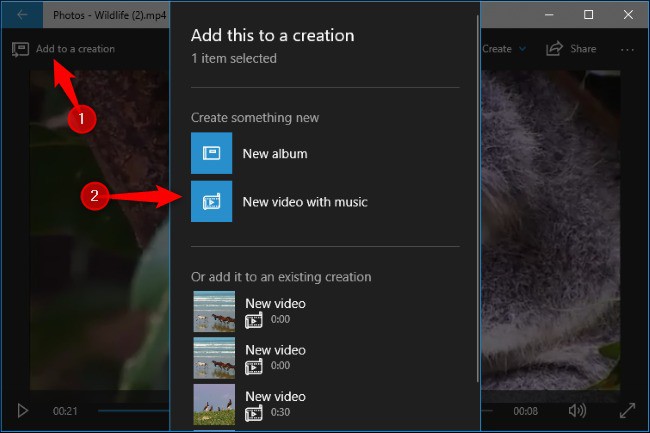 Photos - Wildlife (2).mp4
Add to a creation
Create
Share
1
Add this to a creation
1 item selected
Create something new
New album
2
New video with music
Or add it to an existing creation
New video
0:00
New video
0:00
New video
0:30
00:21
00:08